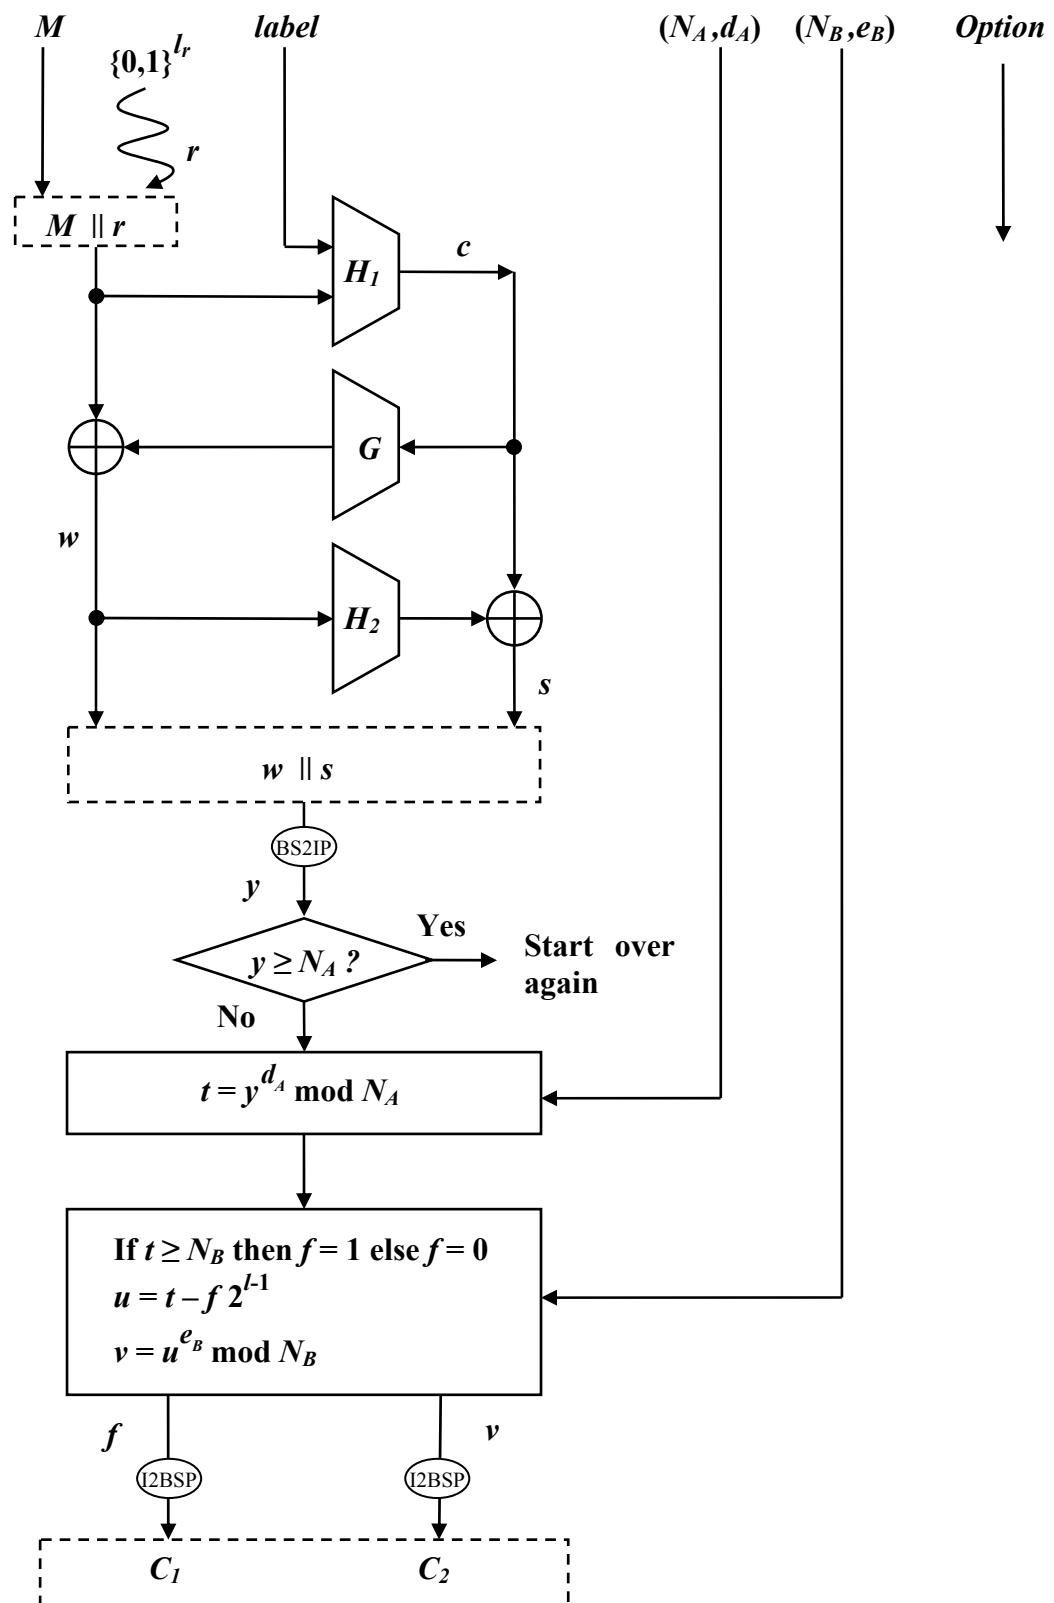 M label (N_A,d_A) (N_B,e_B) Option
{0,1}^{l_r}
r
M || r
c
H_1
G
w
H_2
s
w || s
BS2IP
y
Yes
y ≥ N_A ?
Start over
again
No
t = y^{d_A} mod N_A
If t ≥ N_B then f = 1 else f = 0
u = t – f 2^{l-1}
v = u^{e_B} mod N_B
f v
I2BSP I2BSP
C_1 C_2